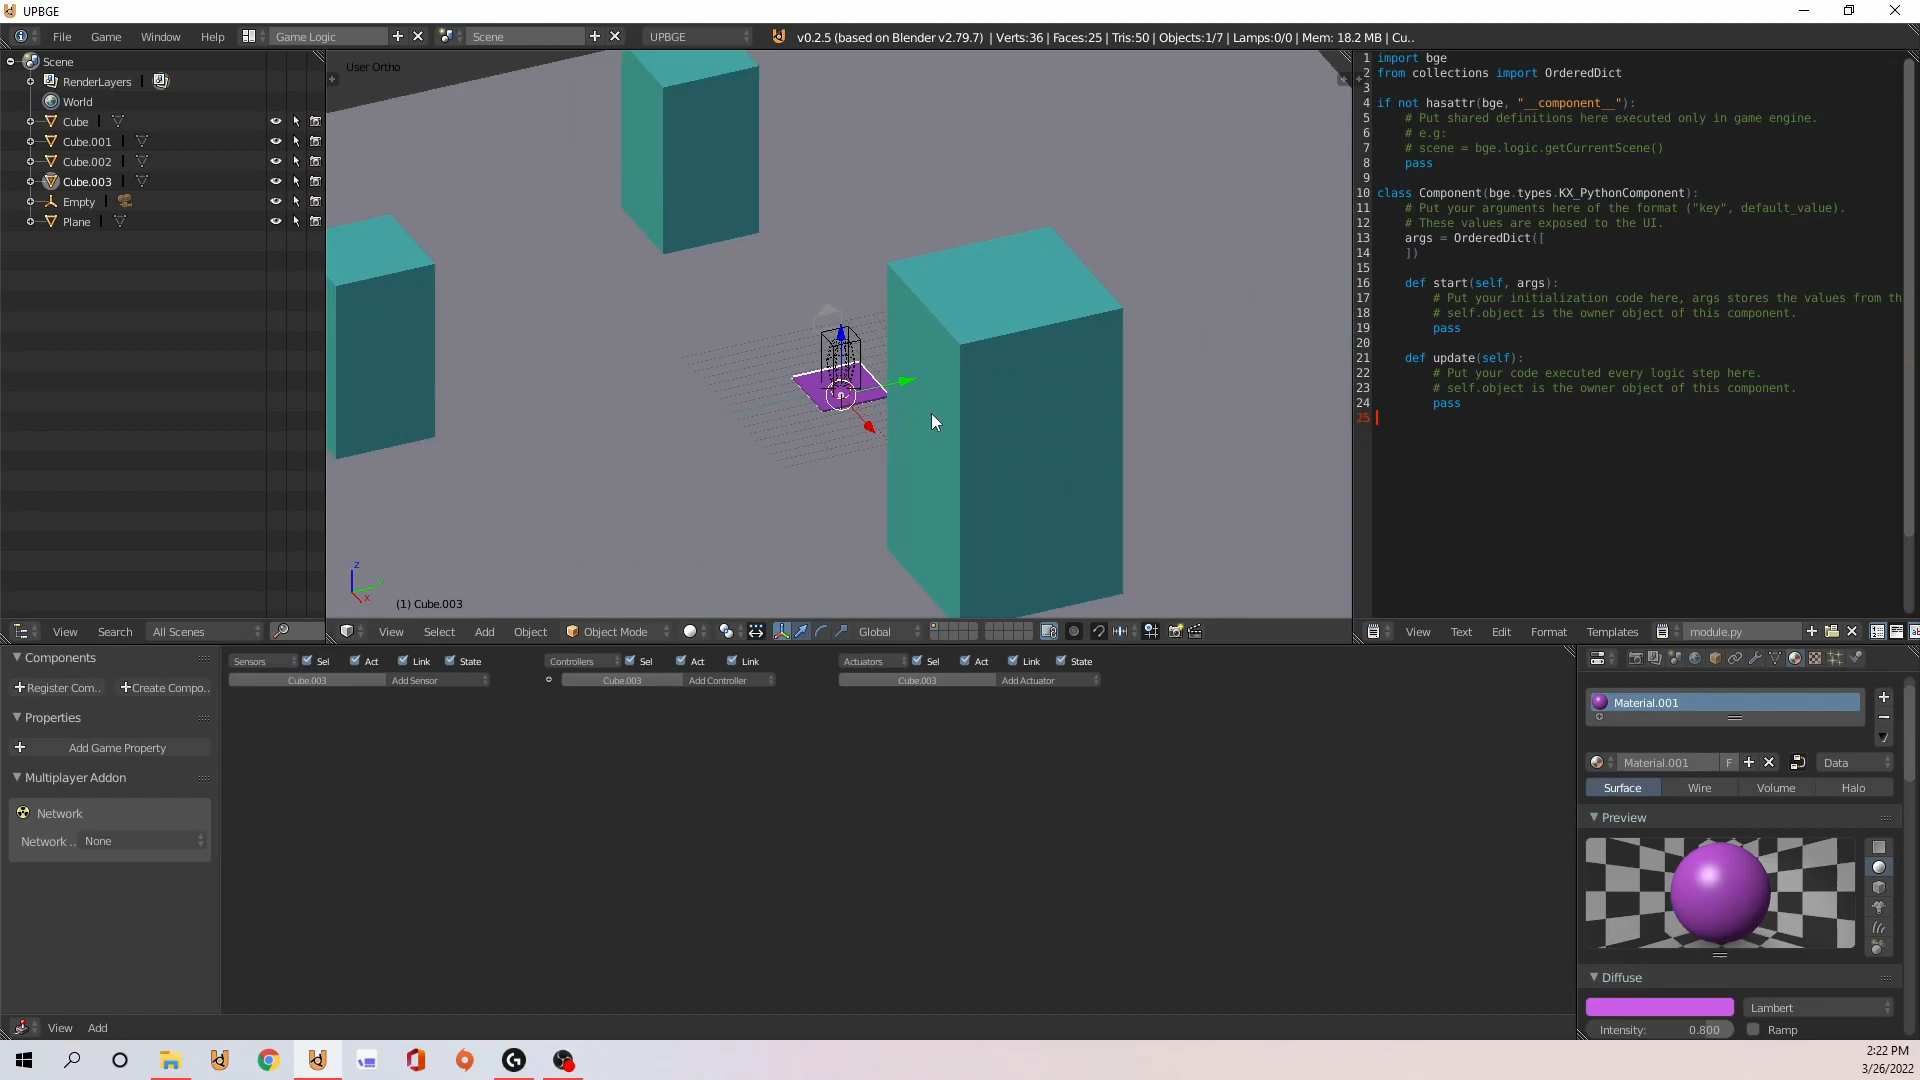 UPBGE
File Game Window Help Game Logic Scene UPBGE v0.2.5 (based on Blender v2.79.7) | Verts:36 | Faces:25 | Tris:50 | Objects:1/7 | Lamps:0/0 | Mem: 18.2 MB | Cu..
Scene
RenderLayers
World
Cube
Cube.001
Cube.002
Cube.003
Empty
Plane
View Search All Scenes
User Ortho
z
x
(1) Cube.003
View Select Add Object Object Mode Global
1 import bge
2 from collections import OrderedDict
3
4 if not hasattr(bge, "__component__"):
5 # Put shared definitions here executed only in game engine.
6 # e.g:
7 # scene = bge.logic.getCurrentScene()
8 pass
9
10 class Component(bge.types.KX_PythonComponent):
11 # Put your arguments here of the format ("key", default_value).
12 # These values are exposed to the UI.
13 args = OrderedDict([
14 ])
15
16 def start(self, args):
17 # Put your initialization code here, args stores the values from th
18 # self.object is the owner object of this component.
19 pass
20
21 def update(self):
22 # Put your code executed every logic step here.
23 # self.object is the owner object of this component.
24 pass
25
View Text Edit Format Templates module.py
Components
Register Com.. Create Compo..
Properties
Add Game Property
Multiplayer Addon
Network
Network .. None
Sensors Sel Act Link State Controllers Sel Act Link Actuators Sel Act Link State
Cube.003 Add Sensor Cube.003 Add Controller Cube.003 Add Actuator
View Add
Material.001
Material.001 F Data
Surface Wire Volume Halo
Preview
Diffuse
Lambert
Intensity: 0.800 Ramp
2:22 PM
3/26/2022